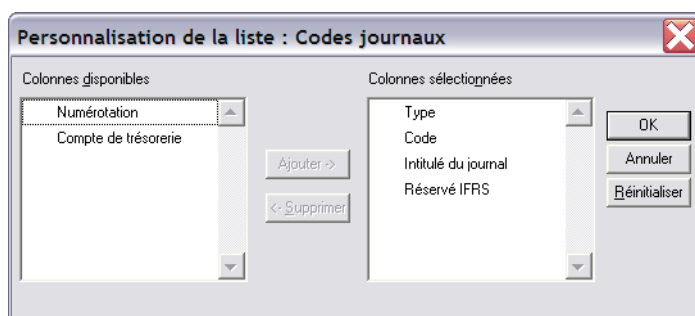 Personnalisation de la liste : Codes journaux
Colonnes disponibles
Numérotation
Compte de trésorerie
Ajouter ->
<- Supprimer
Colonnes sélectionnées
Type
Code
Intitulé du journal
Réservé IFRS
OK
Annuler
Réinitialiser